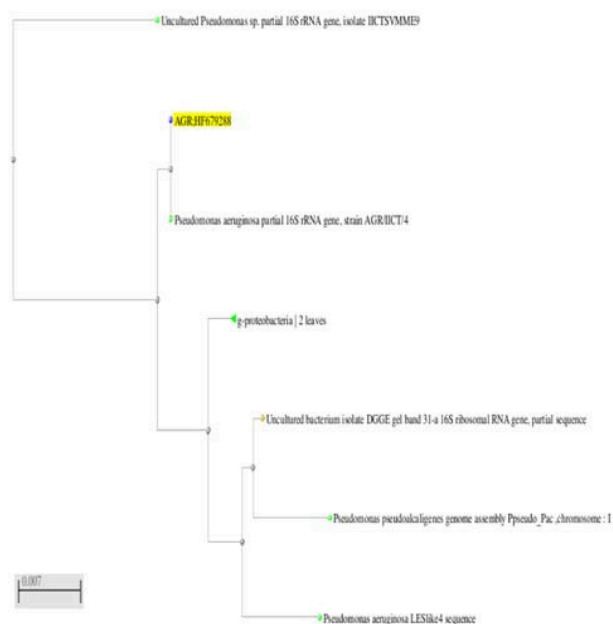 Uncultured Pseudomonas sp. partial 16S rRNA gene, isolate IICTSVMME9
AGR:HF679288
Pseudomonas aeruginosa partial 16S rRNA gene, strain AGR/IICT/4
g-proteobacteria | 2 leaves
Uncultured bacterium isolate DGGE gel band 31-a 16S ribosomal RNA gene, partial sequence
Pseudomonas pseudoalcaligenes genome assembly Ppseudo_Pac ,chromosome : I
Pseudomonas aeruginosa LESlike4 sequence
0.007